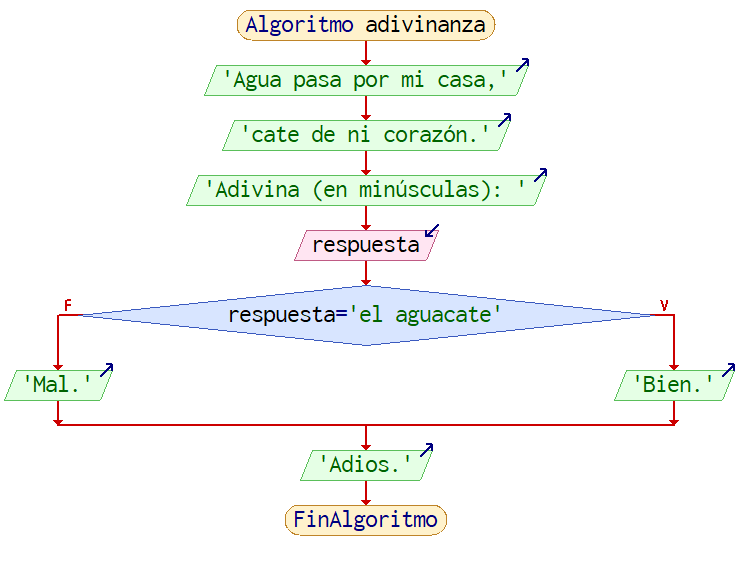 Algoritmo adivinanza
'Agua pasa por mi casa,'
'cate de ni corazón.'
'Adivina (en minúsculas): '
respuesta
F
V
respuesta='el aguacate'
'Mal.'
'Bien.'
'Adios.'
FinAlgoritmo